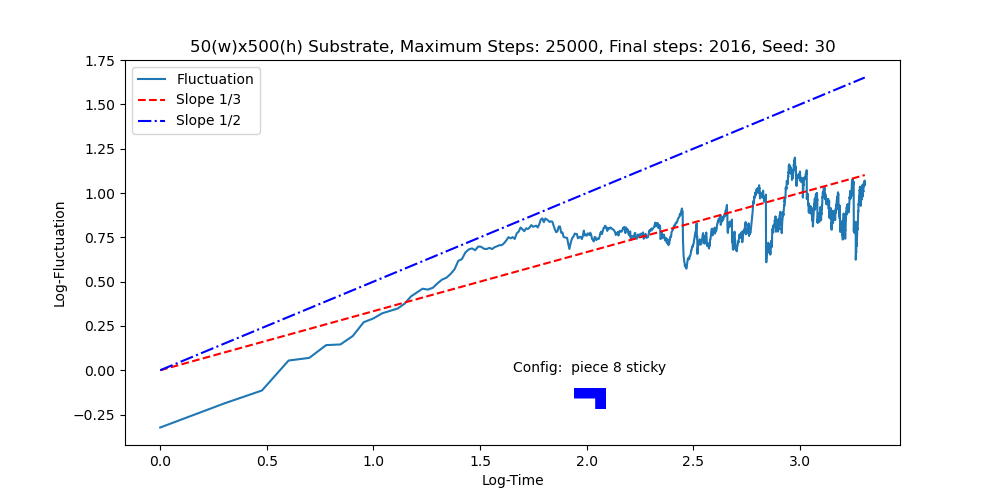 50(w)x500(h) Substrate, Maximum Steps: 25000, Final steps: 2016, Seed: 30
1.75
1.50
1.25
1.00
0.75
0.50
0.25
0.00
−0.25
Log-Fluctuation
Fluctuation
Slope 1/3
Slope 1/2
Config:  piece 8 sticky
0.0 0.5 1.0 1.5 2.0 2.5 3.0
Log-Time